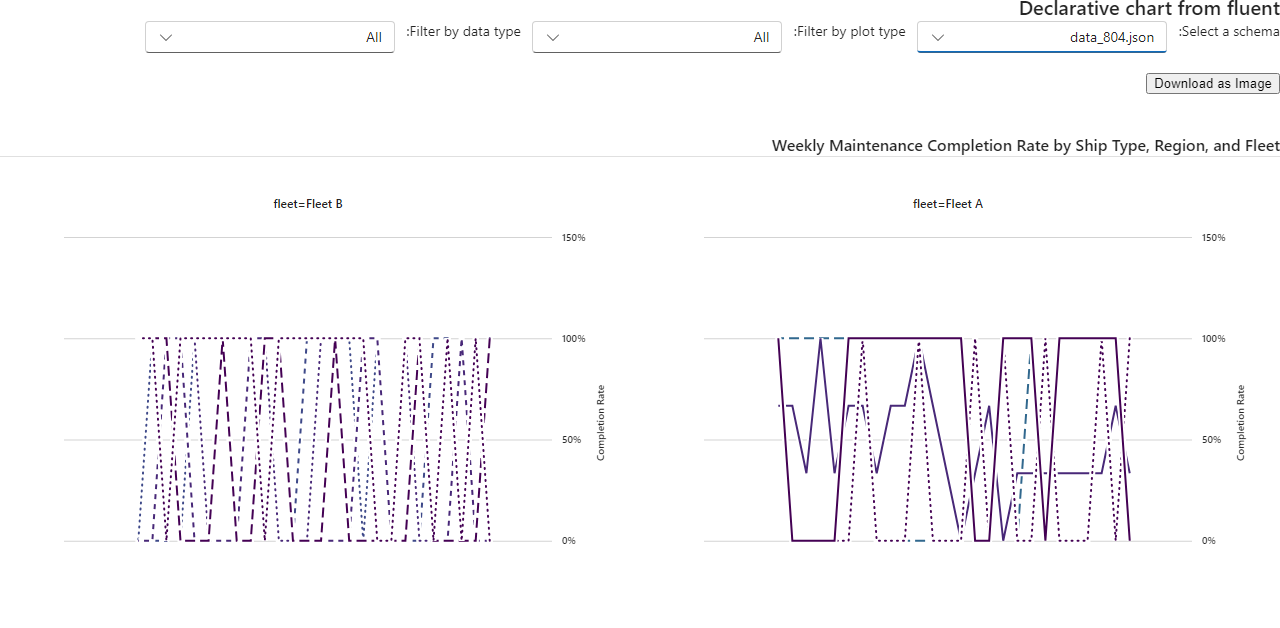 Declarative chart from fluent
:Select a schema
data_804.json
:Filter by plot type
All
:Filter by data type
All
Download as Image
Weekly Maintenance Completion Rate by Ship Type, Region, and Fleet
fleet=Fleet A
150%
100%
50%
0%
Completion Rate
fleet=Fleet B
150%
100%
50%
0%
Completion Rate